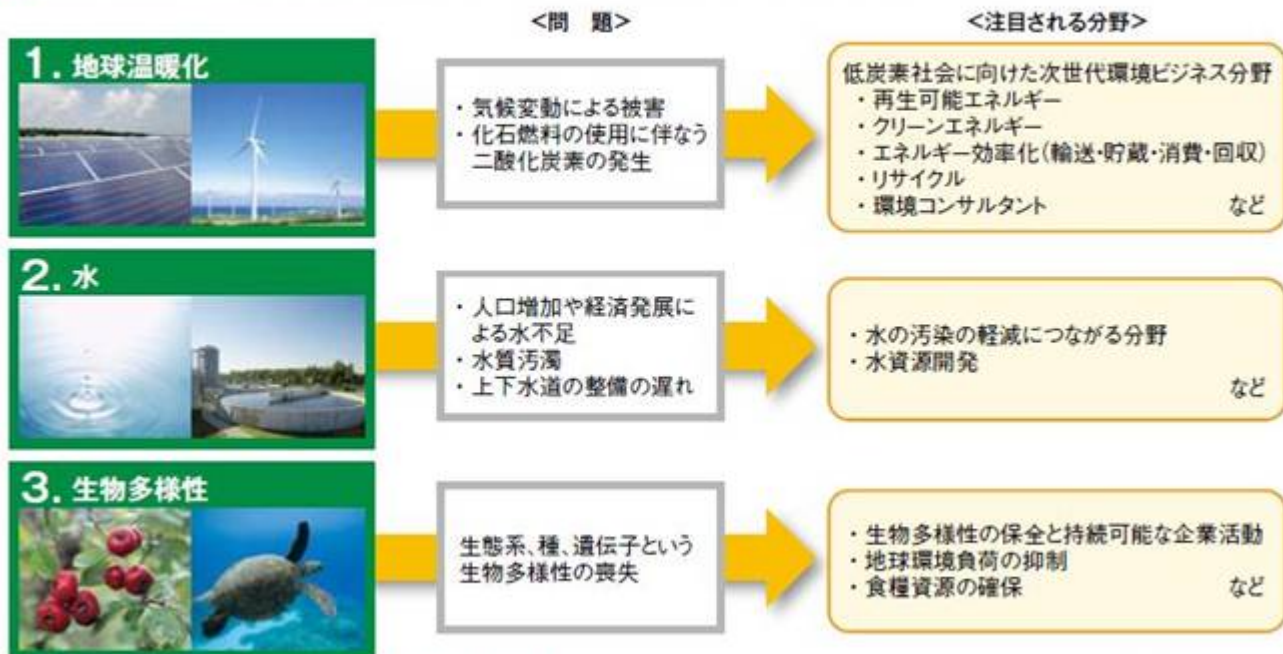 <問　題>
<注目される分野>
1. 地球温暖化
・気候変動による被害
・化石燃料の使用に伴なう
二酸化炭素の発生
低炭素社会に向けた次世代環境ビジネス分野
・再生可能エネルギー
・クリーンエネルギー
・エネルギー効率化(輸送・貯蔵・消費・回収)
・リサイクル
・環境コンサルタント　など
2. 水
・人口増加や経済発展に
よる水不足
・水質汚濁
・上下水道の整備の遅れ
・水の汚染の軽減につながる分野
・水資源開発
など
3. 生物多様性
生態系、種、遺伝子という
生物多様性の喪失
・生物多様性の保全と持続可能な企業活動
・地球環境負荷の抑制
・食糧資源の確保　など